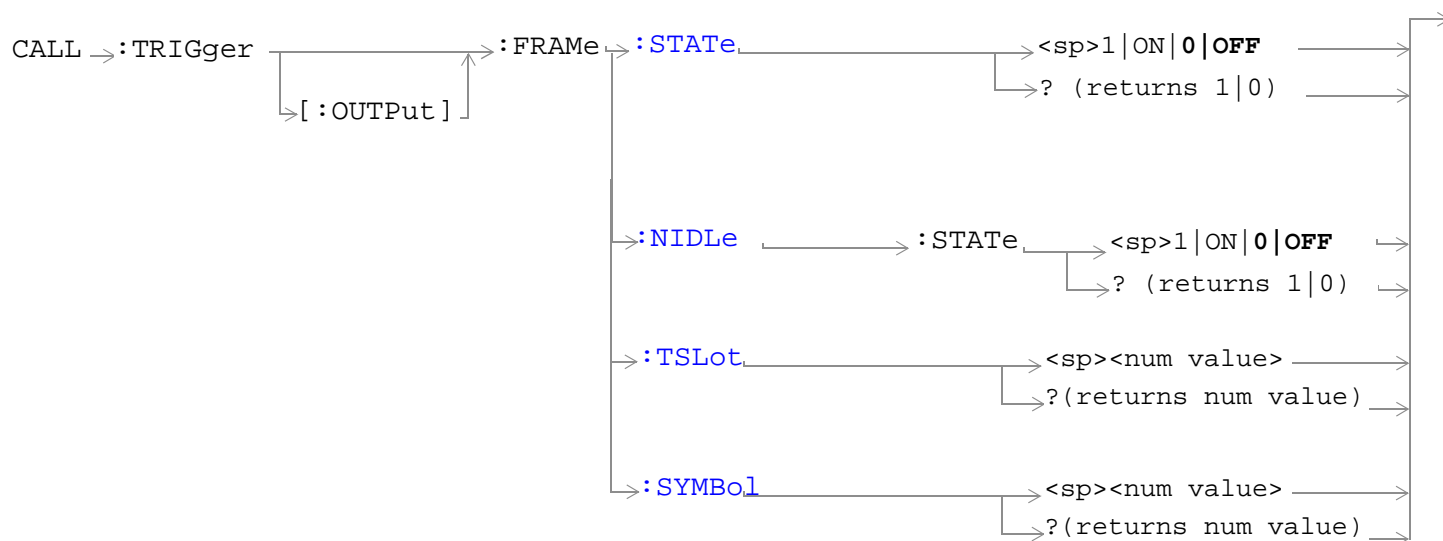 CALL :TRIGger :FRAMe :STATe <sp>1|ON|0|OFF
? (returns 1|0)
[:OUTPut]
:NIDLe :STATe <sp>1|ON|0|OFF
? (returns 1|0)
:TSLot <sp><num value>
?(returns num value)
:SYMBol <sp><num value>
?(returns num value)